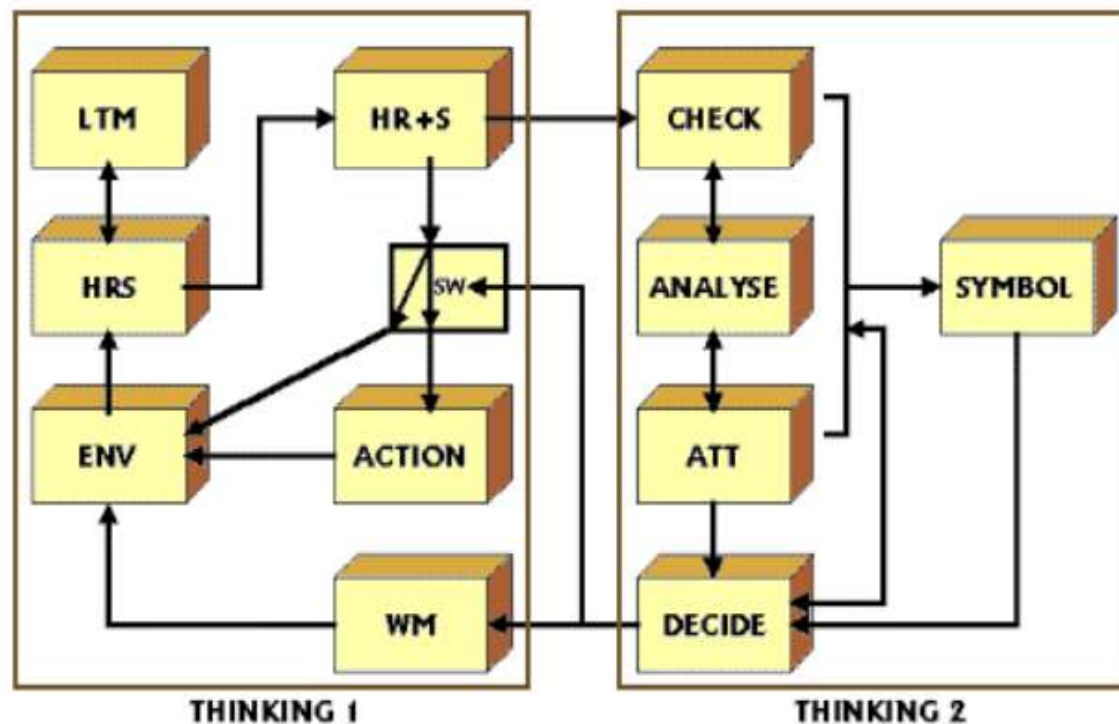 LTM
HR+S
CHECK
HRS
SW
ANALYSE
SYMBOL
ENV
ACTION
ATT
WM
DECIDE
THINKING 1
THINKING 2